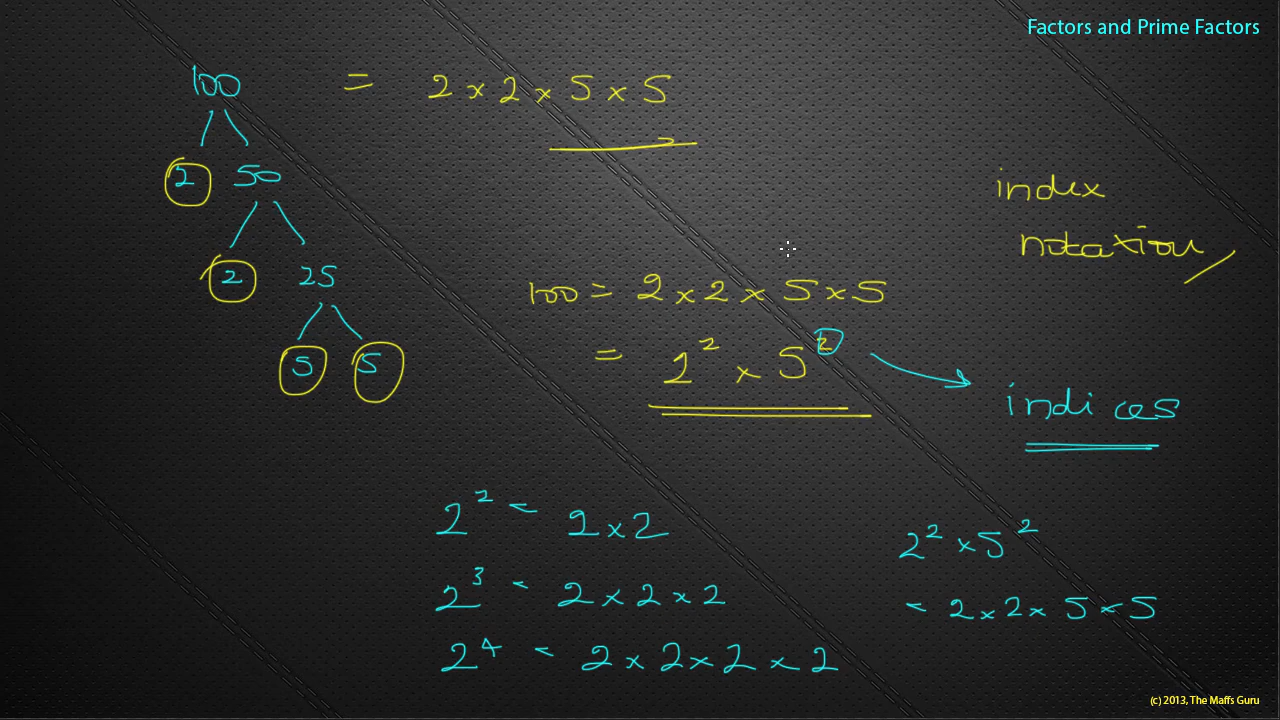 Factors and Prime Factors
100 = 2 × 2 × 5 × 5
2 50
2 25
5 5
index
notation
100 = 2 × 2 × 5 × 5
= 2² × 5²
indices
2² = 2 × 2
2³ = 2 × 2 × 2
2⁴ = 2 × 2 × 2 × 2
2² × 5²
= 2 × 2 × 5 × 5
(c) 2013, The Maffs Guru